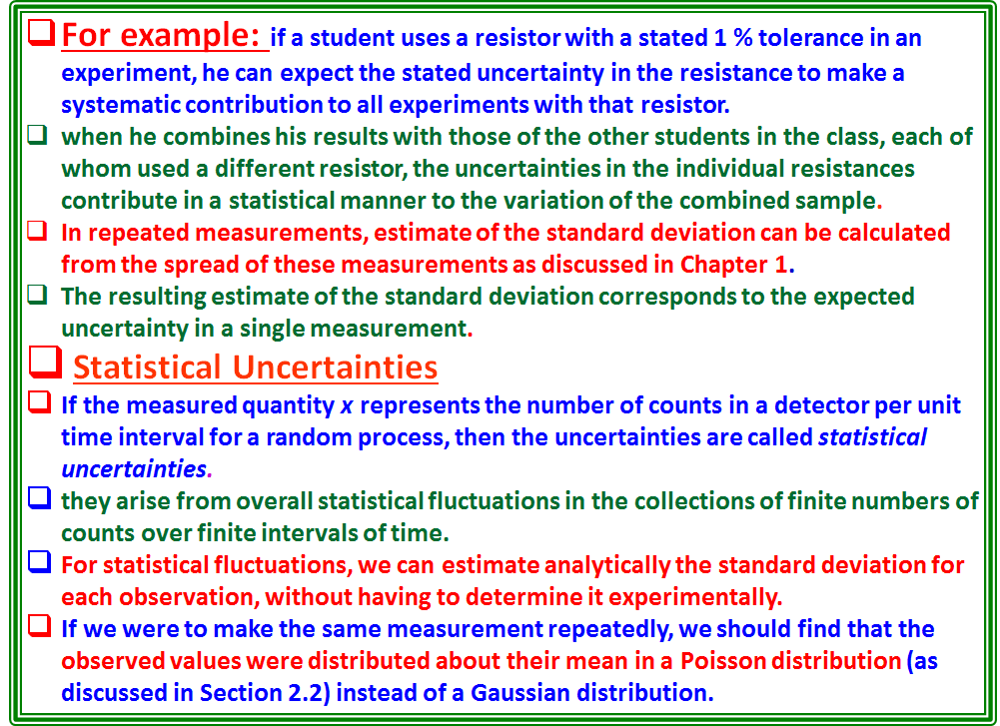 For example: if a student uses a resistor with a stated 1 % tolerance in an
experiment, he can expect the stated uncertainty in the resistance to make a
systematic contribution to all experiments with that resistor.
when he combines his results with those of the other students in the class, each of
whom used a different resistor, the uncertainties in the individual resistances
contribute in a statistical manner to the variation of the combined sample.
In repeated measurements, estimate of the standard deviation can be calculated
from the spread of these measurements as discussed in Chapter 1.
The resulting estimate of the standard deviation corresponds to the expected
uncertainty in a single measurement.
Statistical Uncertainties
If the measured quantity x represents the number of counts in a detector per unit
time interval for a random process, then the uncertainties are called statistical
uncertainties.
they arise from overall statistical fluctuations in the collections of finite numbers of
counts over finite intervals of time.
For statistical fluctuations, we can estimate analytically the standard deviation for
each observation, without having to determine it experimentally.
If we were to make the same measurement repeatedly, we should find that the
observed values were distributed about their mean in a Poisson distribution (as
discussed in Section 2.2) instead of a Gaussian distribution.